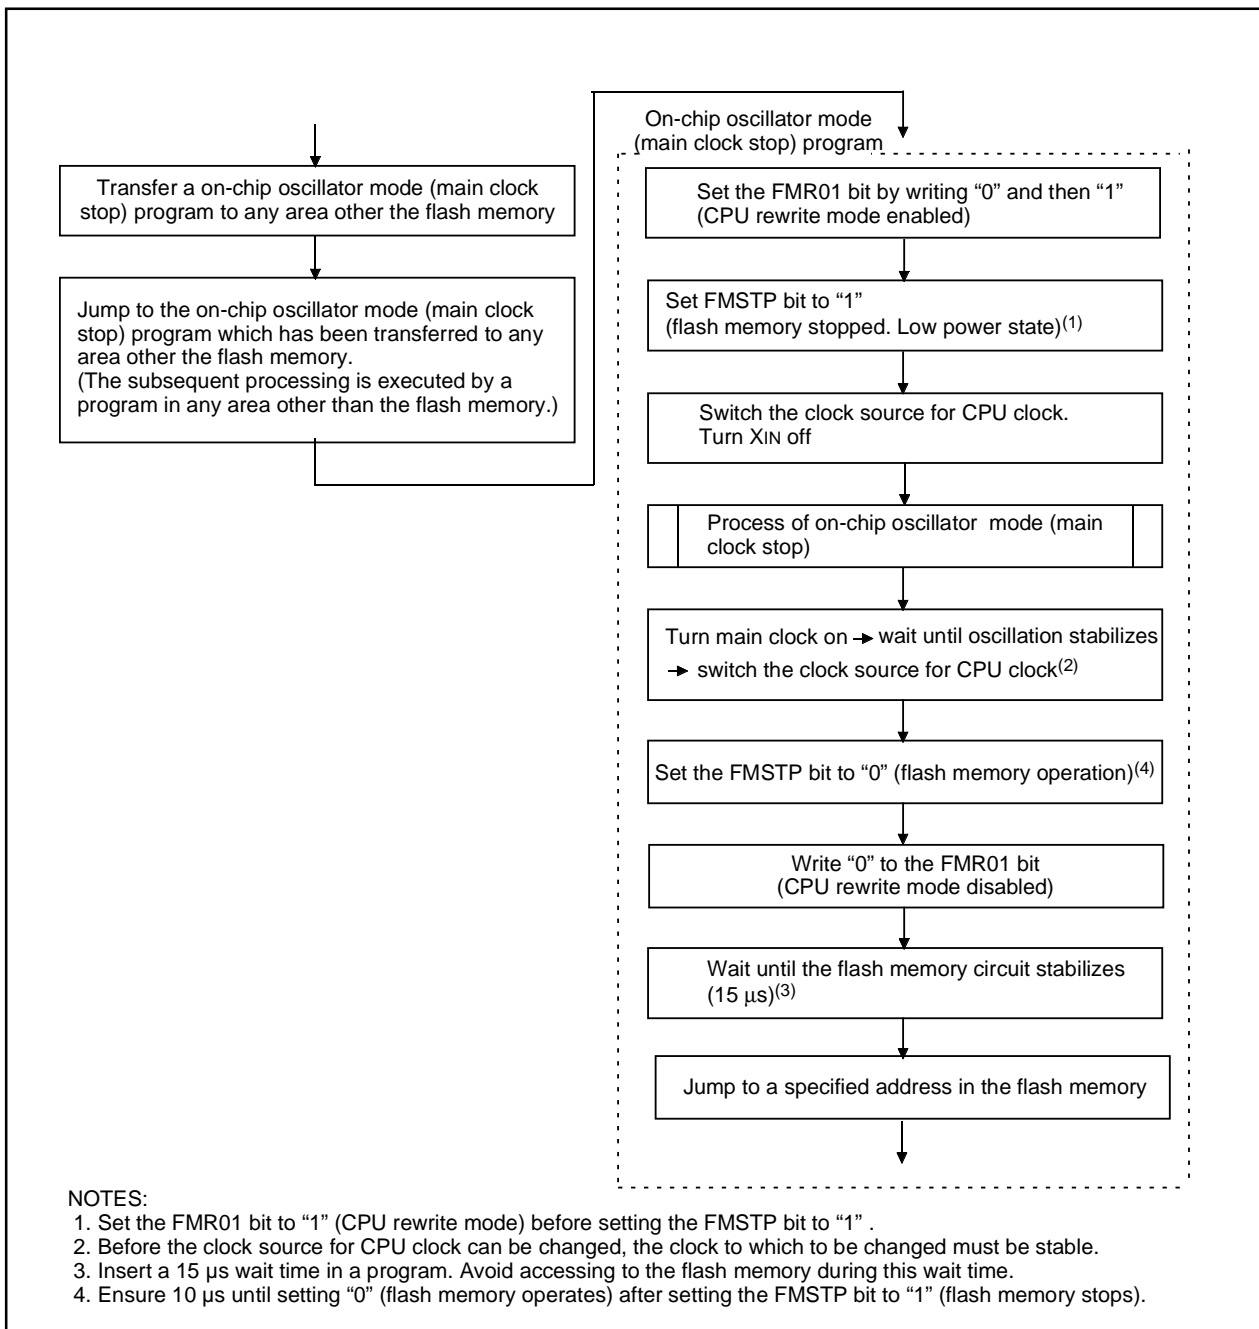 Transfer a on-chip oscillator mode (main clock
stop) program to any area other the flash memory
Jump to the on-chip oscillator mode (main clock
stop) program which has been transferred to any
area other the flash memory.
(The subsequent processing is executed by a
program in any area other than the flash memory.)
On-chip oscillator mode
(main clock stop) program
Set the FMR01 bit by writing “0” and then “1”
(CPU rewrite mode enabled)
Set FMSTP bit to “1”
(flash memory stopped. Low power state)(1)
Switch the clock source for CPU clock.
Turn XIN off
Process of on-chip oscillator mode (main
clock stop)
Turn main clock on → wait until oscillation stabilizes
→ switch the clock source for CPU clock(2)
Set the FMSTP bit to “0” (flash memory operation)(4)
Write “0” to the FMR01 bit
(CPU rewrite mode disabled)
Wait until the flash memory circuit stabilizes
(15 μs)(3)
Jump to a specified address in the flash memory
NOTES:
1. Set the FMR01 bit to “1” (CPU rewrite mode) before setting the FMSTP bit to “1” .
2. Before the clock source for CPU clock can be changed, the clock to which to be changed must be stable.
3. Insert a 15 μs wait time in a program. Avoid accessing to the flash memory during this wait time.
4. Ensure 10 μs until setting “0” (flash memory operates) after setting the FMSTP bit to “1” (flash memory stops).